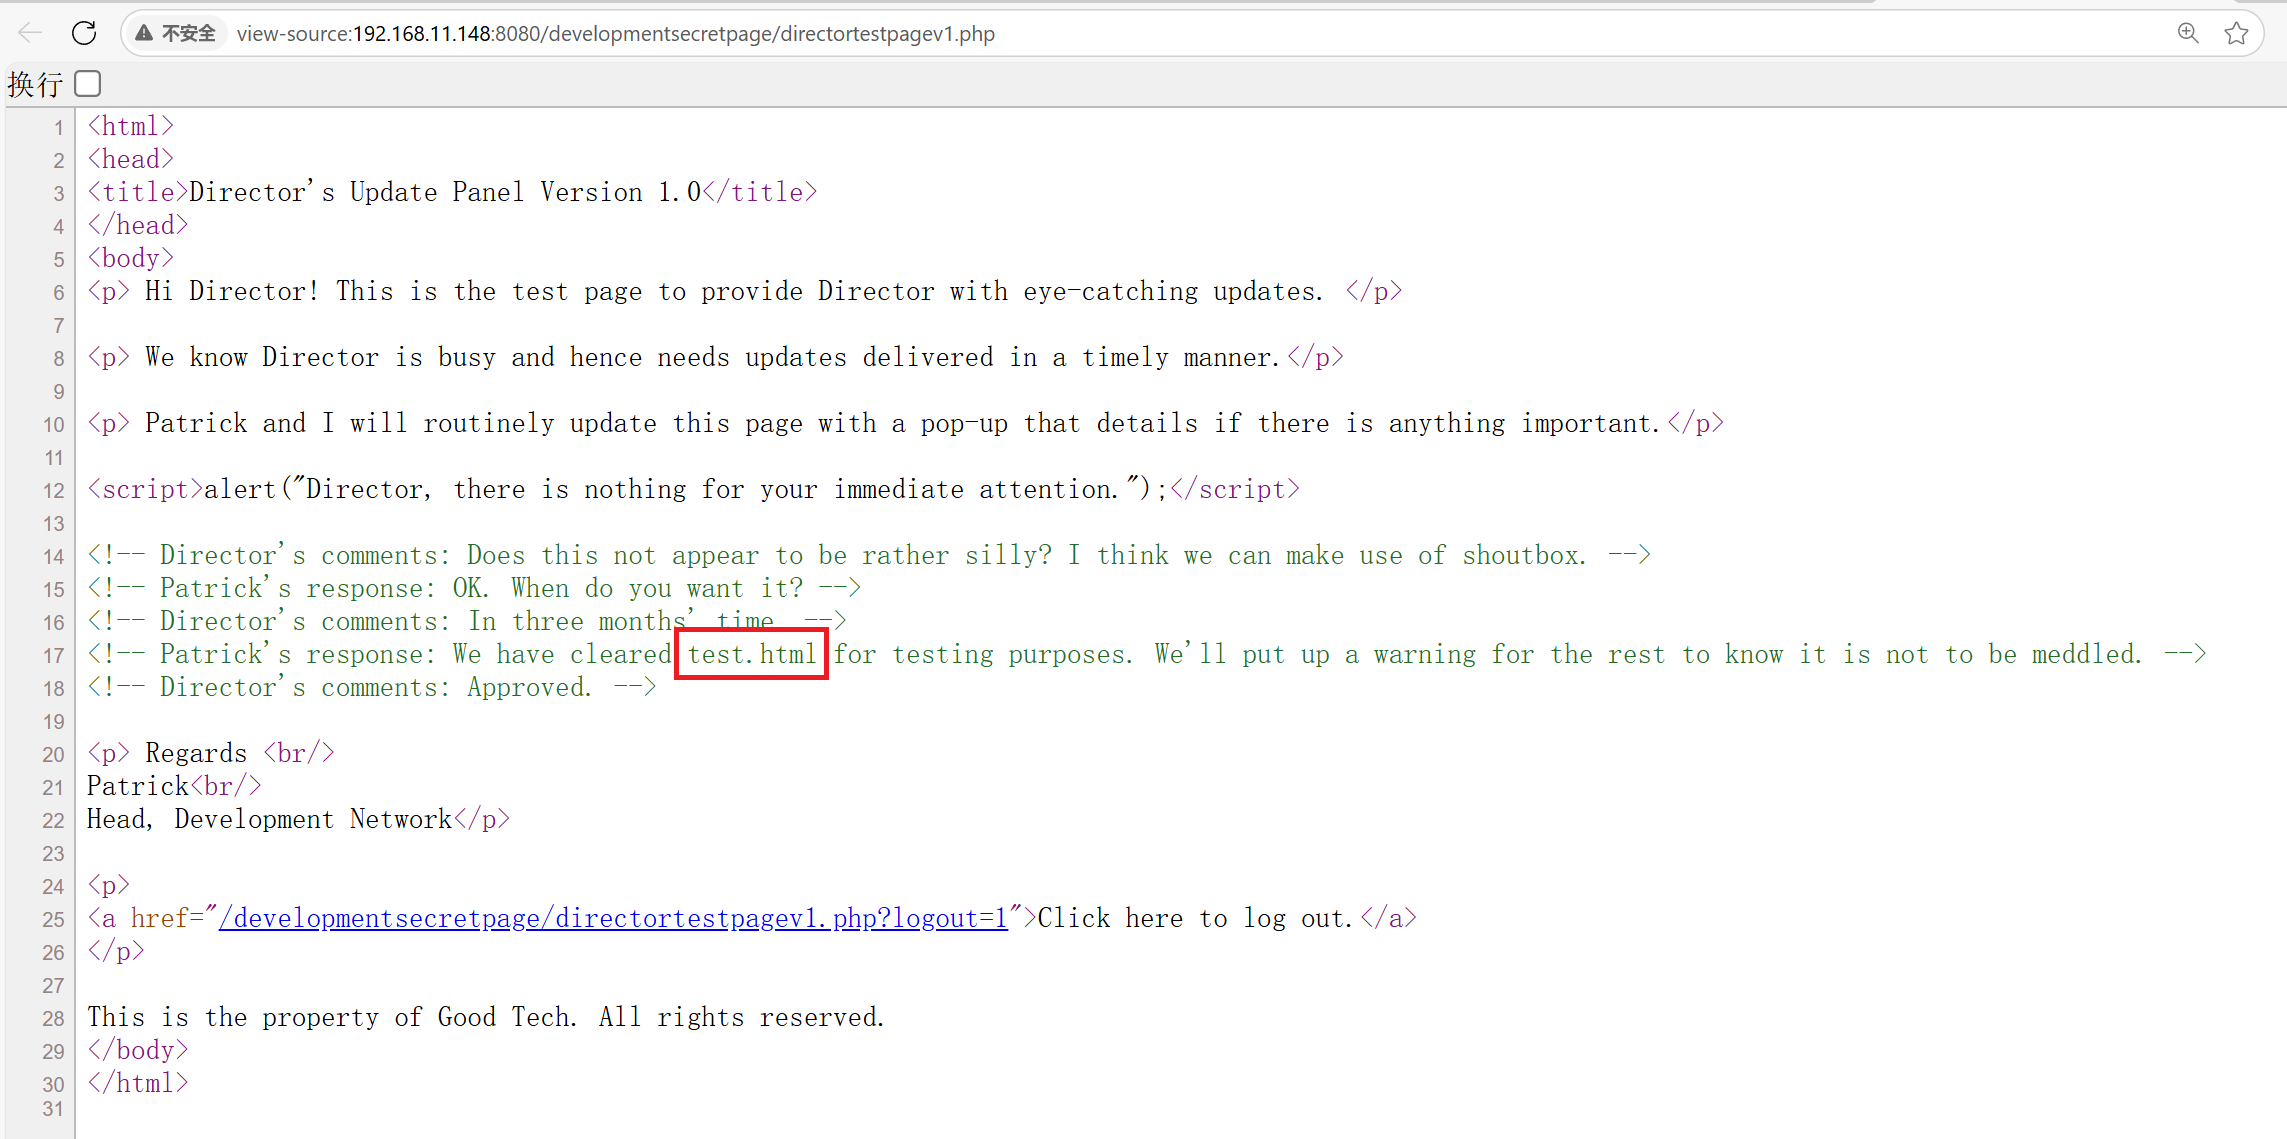 不安全 view-source:192.168.11.148:8080/developmentsecretpage/directortestpagev1.php
换行
1 <html>
2 <head>
3 <title>Director's Update Panel Version 1.0</title>
4 </head>
5 <body>
6 <p> Hi Director! This is the test page to provide Director with eye-catching updates. </p>
7
8 <p> We know Director is busy and hence needs updates delivered in a timely manner.</p>
9
10 <p> Patrick and I will routinely update this page with a pop-up that details if there is anything important.</p>
11
12 <script>alert("Director, there is nothing for your immediate attention.");</script>
13
14 <!-- Director's comments: Does this not appear to be rather silly? I think we can make use of shoutbox. -->
15 <!-- Patrick's response: OK. When do you want it? -->
16 <!-- Director's comments: In three months' time. -->
17 <!-- Patrick's response: We have cleared test.html for testing purposes. We'll put up a warning for the rest to know it is not to be meddled. -->
18 <!-- Director's comments: Approved. -->
19
20 <p> Regards <br/>
21 Patrick<br/>
22 Head, Development Network</p>
23
24 <p>
25 <a href="/developmentsecretpage/directortestpagev1.php?logout=1">Click here to log out.</a>
26 </p>
27
28 This is the property of Good Tech. All rights reserved.
29 </body>
30 </html>
31